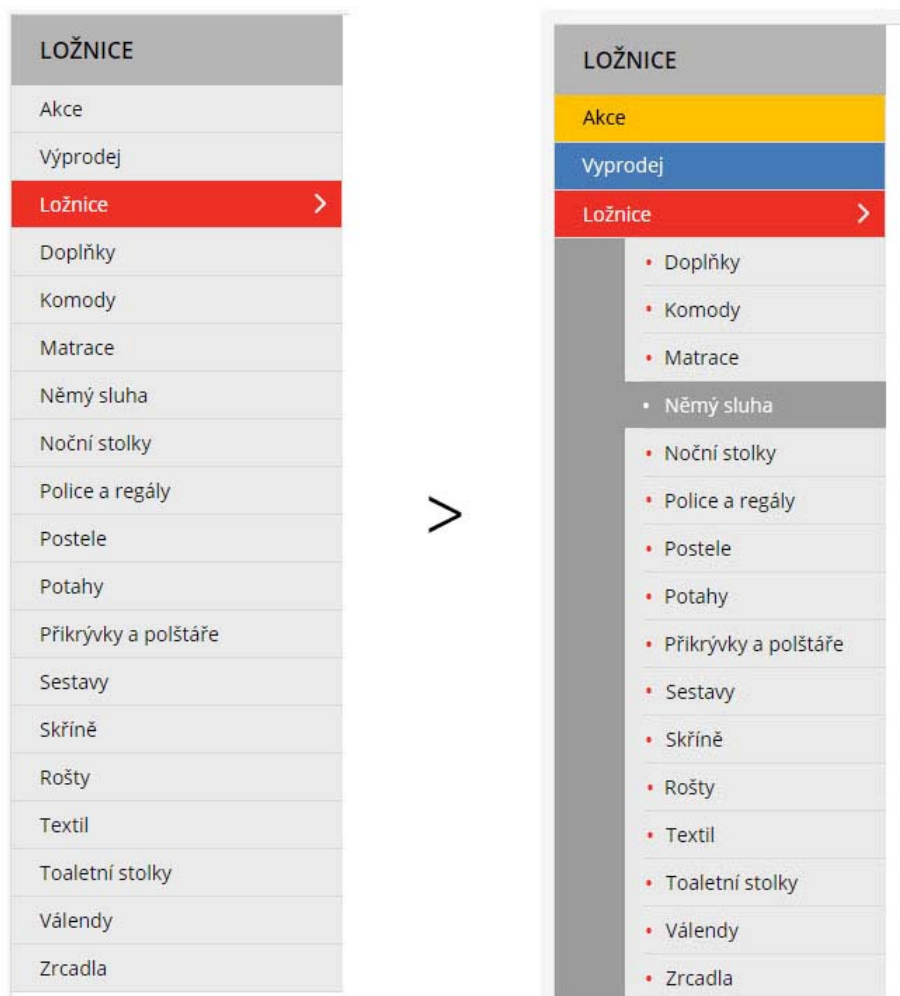 LOŽNICE
Akce
Výprodej
Ložnice
Doplňky
Komody
Matrace
Němý sluha
Noční stolky
Police a regály
Postele
Potahy
Přikrývky a polštáře
Sestavy
Skříně
Rošty
Textil
Toaletní stolky
Válendy
Zrcadla
>
LOŽNICE
Akce
Vyprodej
Ložnice
• Doplňky
• Komody
• Matrace
• Němý sluha
• Noční stolky
• Police a regály
• Postele
• Potahy
• Přikrývky a polštáře
• Sestavy
• Skříně
• Rošty
• Textil
• Toaletní stolky
• Válendy
• Zrcadla